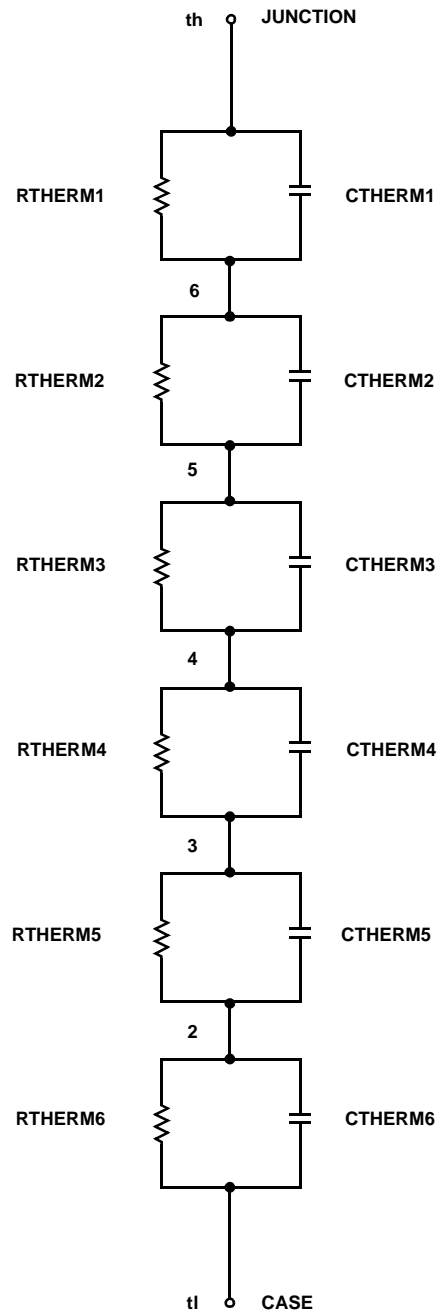 th JUNCTION
RTHERM1 CTHERM1
6
RTHERM2 CTHERM2
5
RTHERM3 CTHERM3
4
RTHERM4 CTHERM4
3
RTHERM5 CTHERM5
2
RTHERM6 CTHERM6
tl CASE